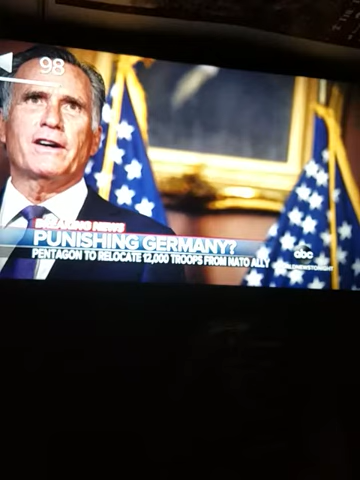 98
BREAKING NEWS
PUNISHING GERMANY?
PENTAGON TO RELOCATE 12,000 TROOPS FROM NATO ALLY
abc